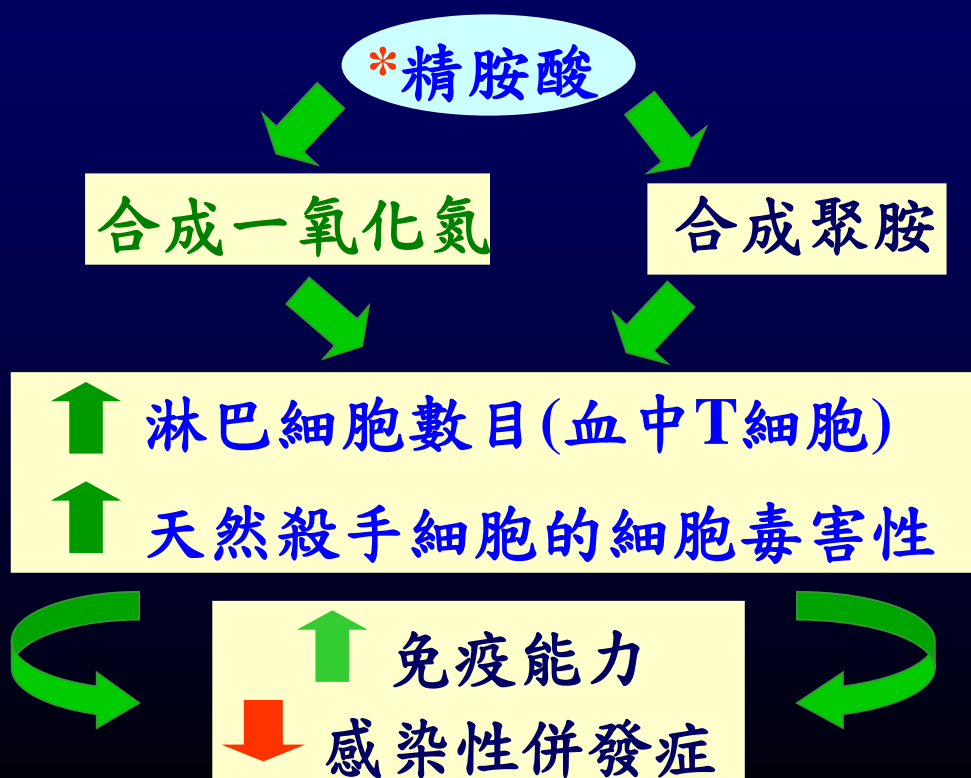 *精胺酸
合成一氧化氮
合成聚胺
淋巴細胞數目(血中T細胞)
天然殺手細胞的細胞毒害性
免疫能力
感染性併發症